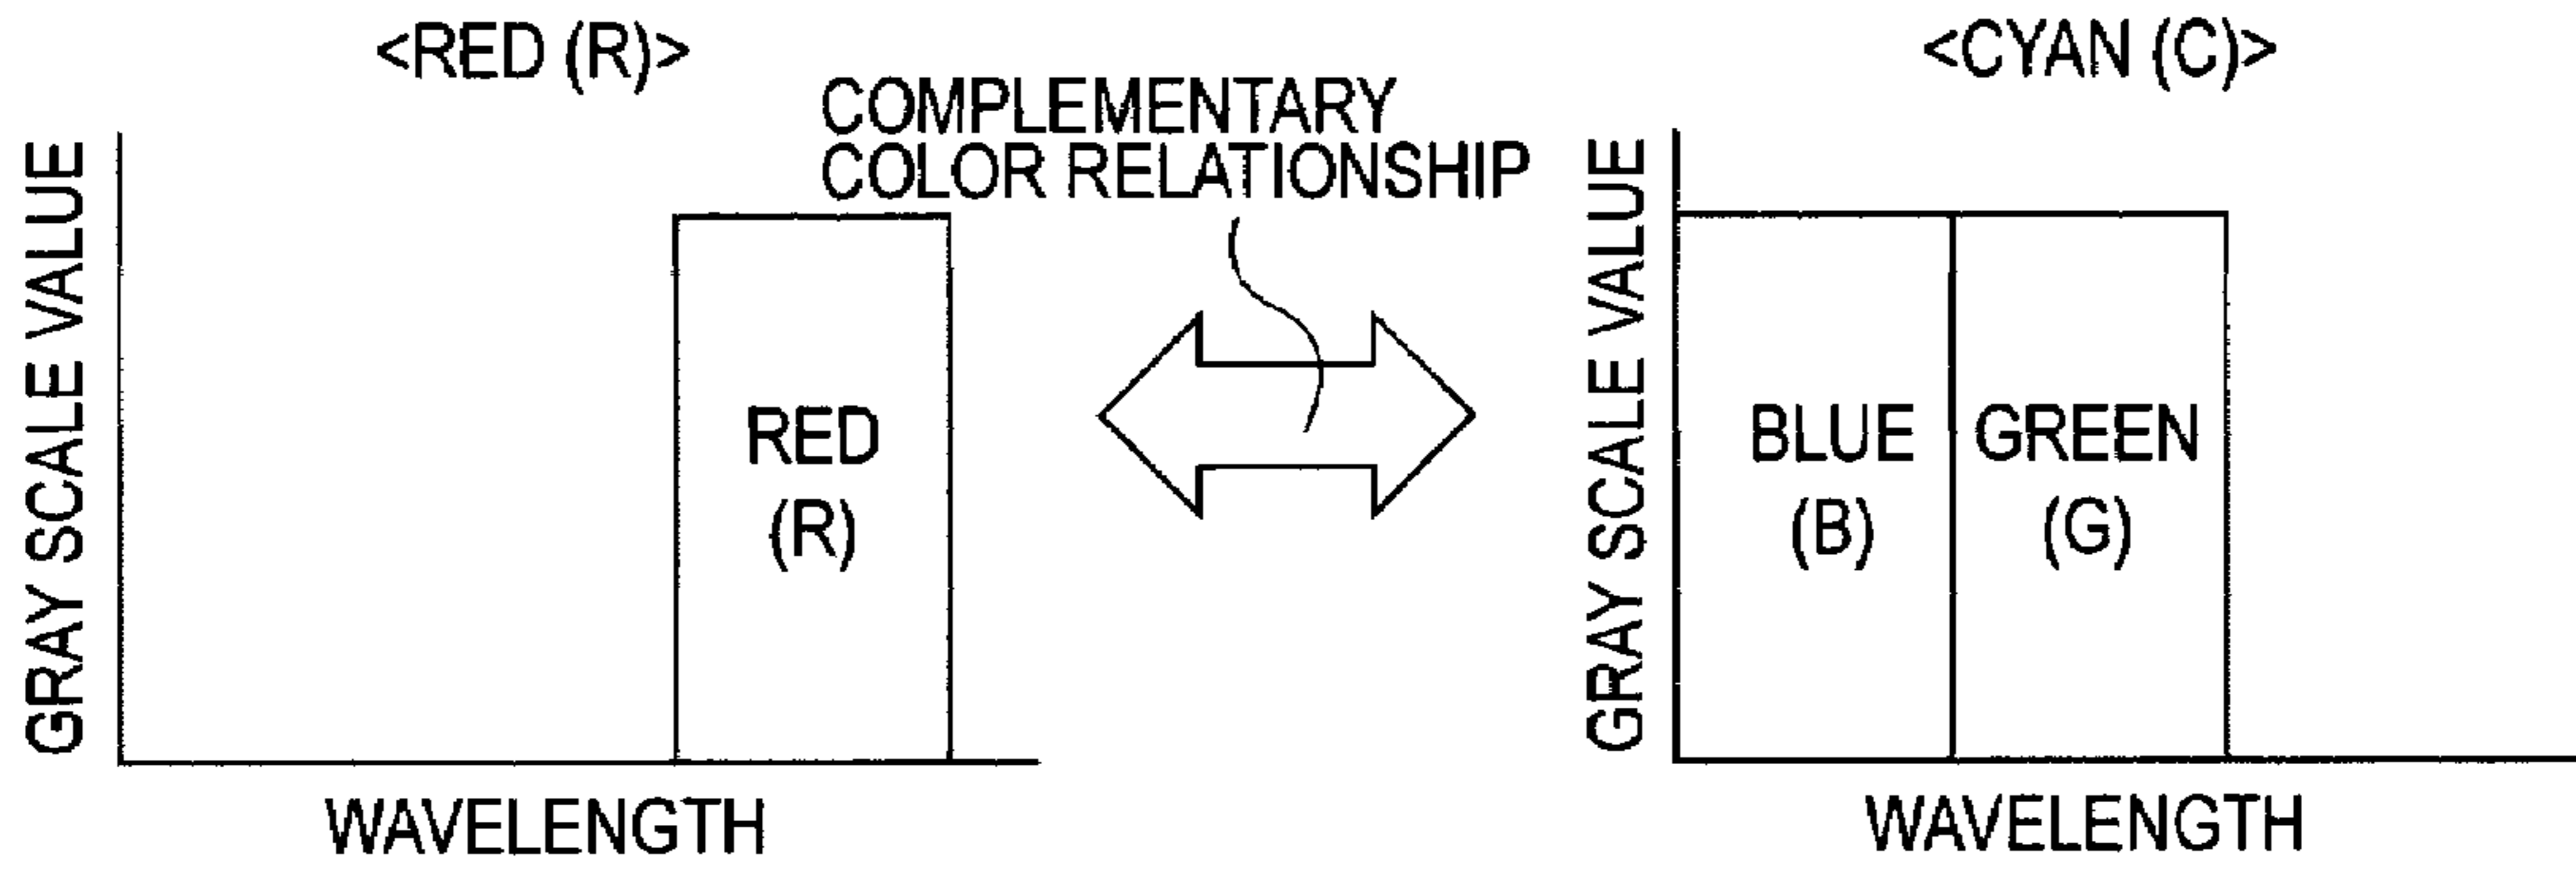 <RED (R)>
COMPLEMENTARY
COLOR RELATIONSHIP
<CYAN (C)>
GRAY SCALE VALUE
RED
(R)
WAVELENGTH
GRAY SCALE VALUE
BLUE
(B)
GREEN
(G)
WAVELENGTH